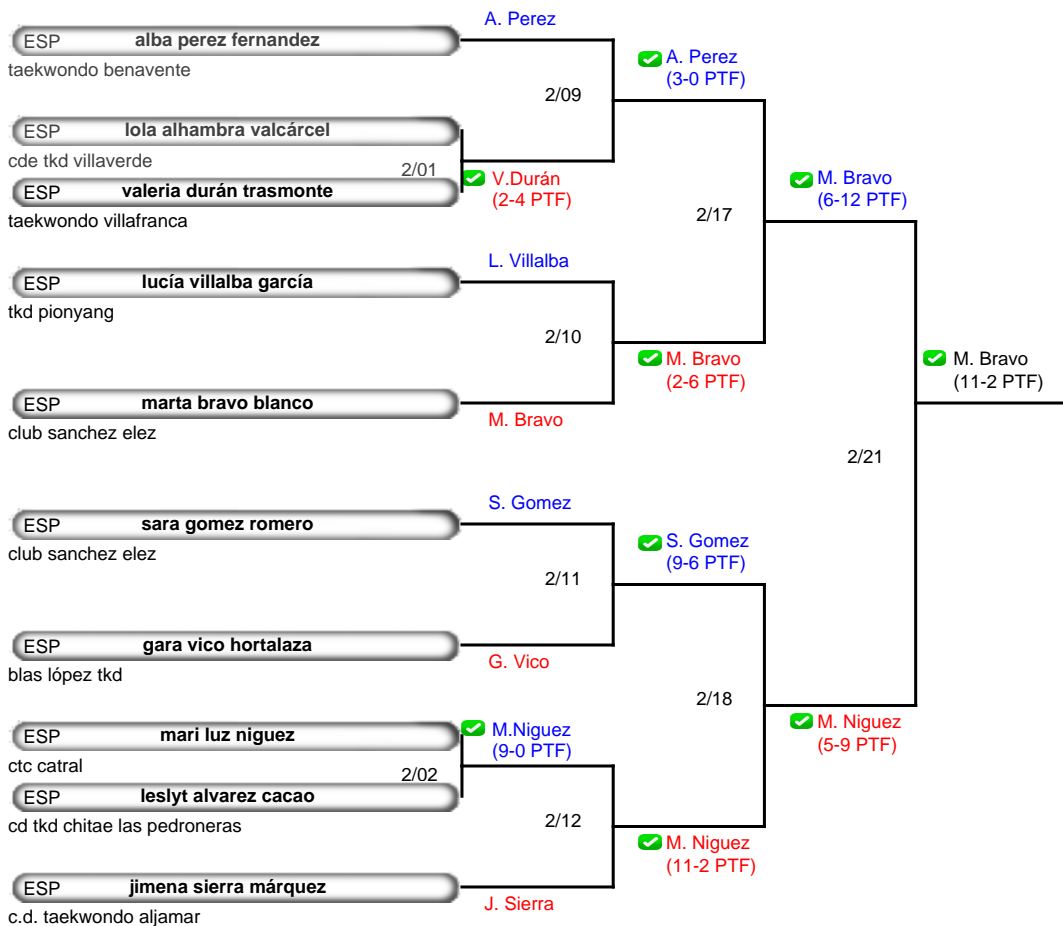 A. Perez
ESP alba perez fernandez
taekwondo benavente
A. Perez
(3-0 PTF)
2/09
ESP lola alhambra valcárcel
cde tkd villaverde
2/01
ESP valeria durán trasmonte
taekwondo villafranca
V.Durán
(2-4 PTF)
M. Bravo
(6-12 PTF)
2/17
L. Villalba
ESP lucía villalba garcía
tkd pionyang
2/10
M. Bravo
(2-6 PTF)
M. Bravo
(11-2 PTF)
ESP marta bravo blanco
club sanchez elez
M. Bravo
2/21
S. Gomez
ESP sara gomez romero
club sanchez elez
S. Gomez
(9-6 PTF)
2/11
ESP gara vico hortalaza
blas lópez tkd
G. Vico
2/18
M. Niguez
(5-9 PTF)
ESP mari luz niguez
ctc catral
M.Niguez
(9-0 PTF)
2/02
ESP leslyt alvarez cacao
cd tkd chitae las pedroneras
2/12
M. Niguez
(11-2 PTF)
ESP jimena sierra márquez
c.d. taekwondo aljamar
J. Sierra